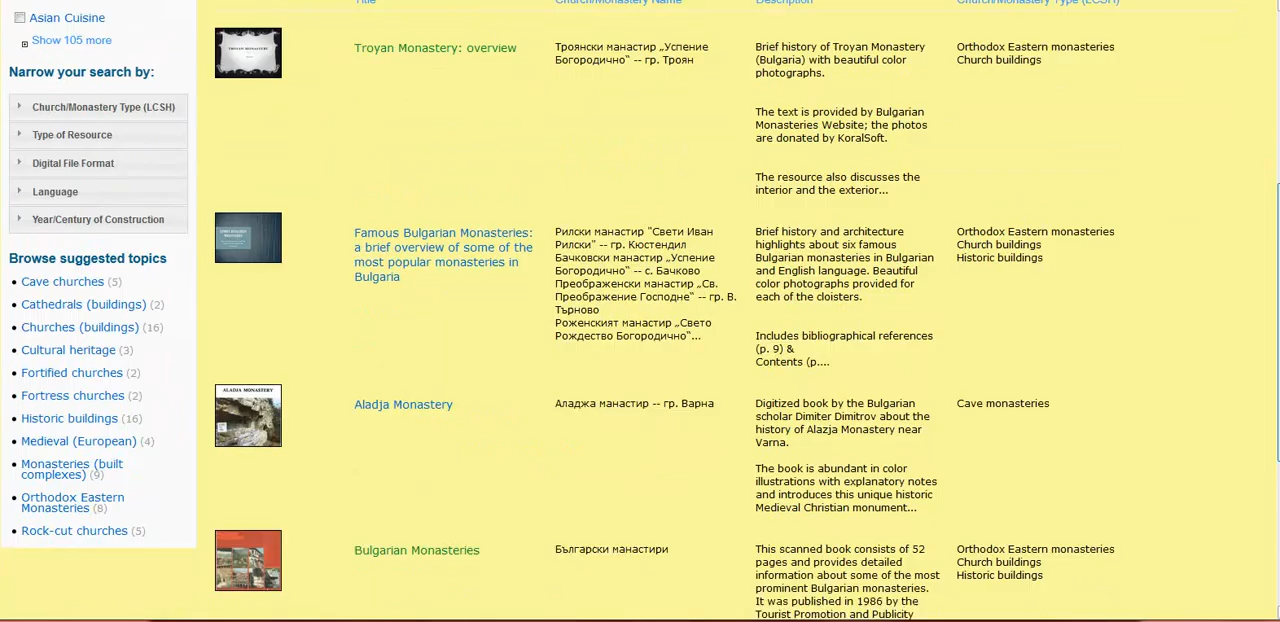 Title Church/Monastery Name Description Church/Monastery Type (LCSH)
Asian Cuisine
Show 105 more
Narrow your search by:
Church/Monastery Type (LCSH)
Type of Resource
Digital File Format
Language
Year/Century of Construction
Browse suggested topics
Cave churches (5)
Cathedrals (buildings) (2)
Churches (buildings) (16)
Cultural heritage (3)
Fortified churches (2)
Fortress churches (2)
Historic buildings (16)
Medieval (European) (4)
Monasteries (built
complexes) (9)
Orthodox Eastern
Monasteries (8)
Rock-cut churches (5)
TROYAN MONASTERY
Troyan Monastery: overview
Троянски манастир „Успение
Богородично“ -- гр. Троян
Brief history of Troyan Monastery
(Bulgaria) with beautiful color
photographs.
The text is provided by Bulgarian
Monasteries Website; the photos
are donated by KoralSoft.
The resource also discusses the
interior and the exterior...
Orthodox Eastern monasteries
Church buildings
Famous Bulgarian Monasteries:
a brief overview of some of the
most popular monasteries in
Bulgaria
Рилски манастир "Свети Иван
Рилски" -- гр. Кюстендил
Бачковски манастир „Успение
Богородично“ -- с. Бачково
Преображенски манастир „Св.
Преображение Господне“ -- гр. В.
Търново
Роженският манастир „Свето
Рождество Богородично“...
Brief history and architecture
highlights about six famous
Bulgarian monasteries in Bulgarian
and English language. Beautiful
color photographs provided for
each of the cloisters.
Includes bibliographical references
(p. 9) &
Contents (p....
Orthodox Eastern monasteries
Church buildings
Historic buildings
ALADJA MONASTERY
Aladja Monastery
Аладжа манастир -- гр. Варна
Digitized book by the Bulgarian
scholar Dimiter Dimitrov about the
history of Alazja Monastery near
Varna.
The book is abundant in color
illustrations with explanatory notes
and introduces this unique historic
Medieval Christian monument...
Cave monasteries
Bulgarian Monasteries
Български манастири
This scanned book consists of 52
pages and provides detailed
information about some of the most
prominent Bulgarian monasteries.
It was published in 1986 by the
Tourist Promotion and Publicity
Orthodox Eastern monasteries
Church buildings
Historic buildings